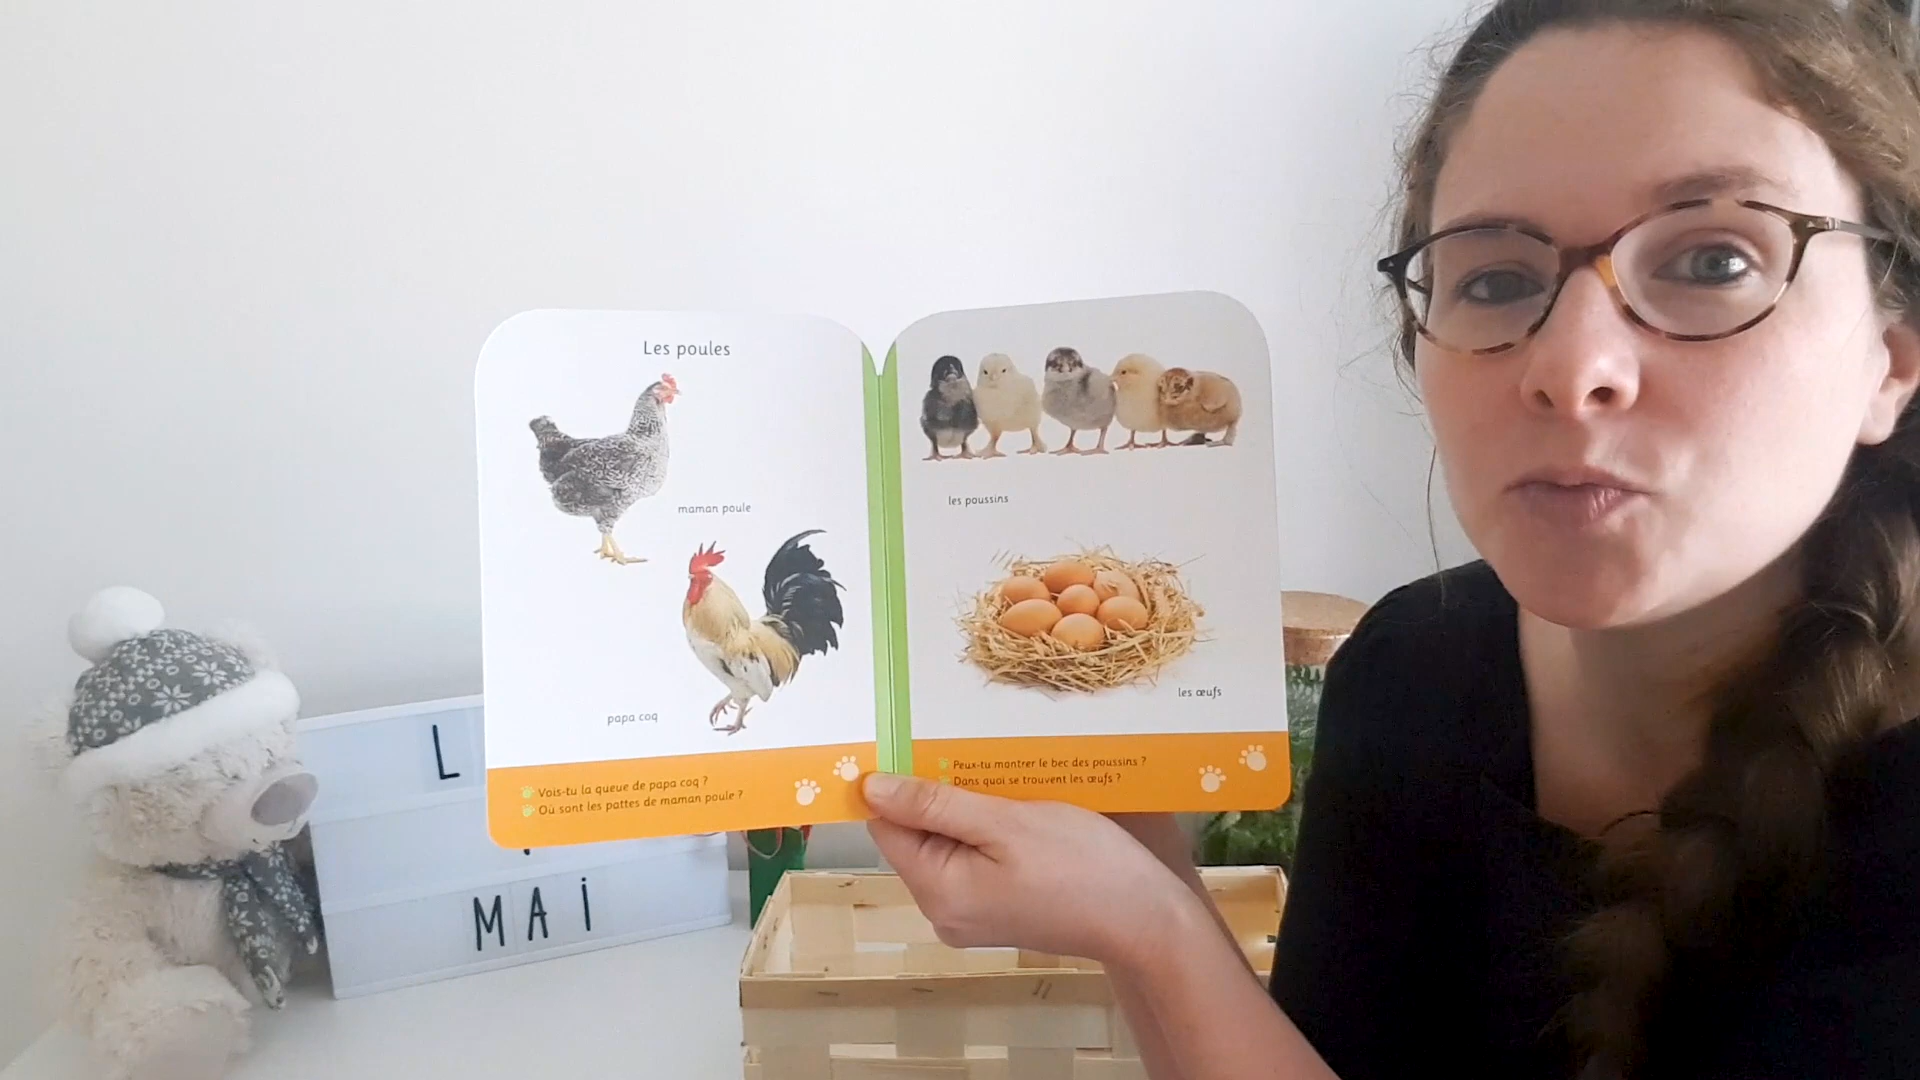 Les poules
maman poule
papa coq
Vois-tu la queue de papa coq ?
Où sont les pattes de maman poule ?
les poussins
les œufs
Peux-tu montrer le bec des poussins ?
Dans quoi se trouvent les œufs ?
L
MAi